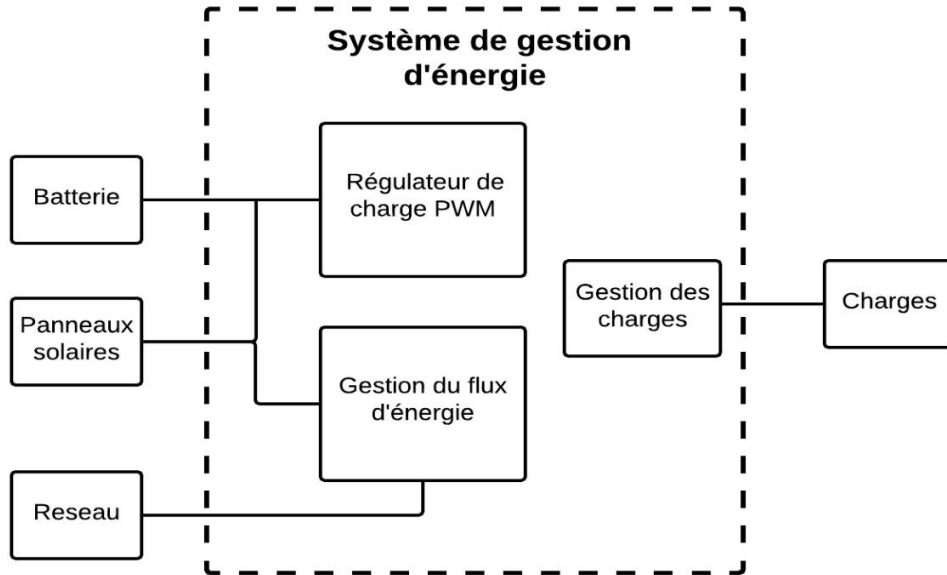 Système de gestion
d'énergie
Batterie
Régulateur de
charge PWM
Panneaux
solaires
Gestion des
charges
Charges
Gestion du flux
d'énergie
Reseau